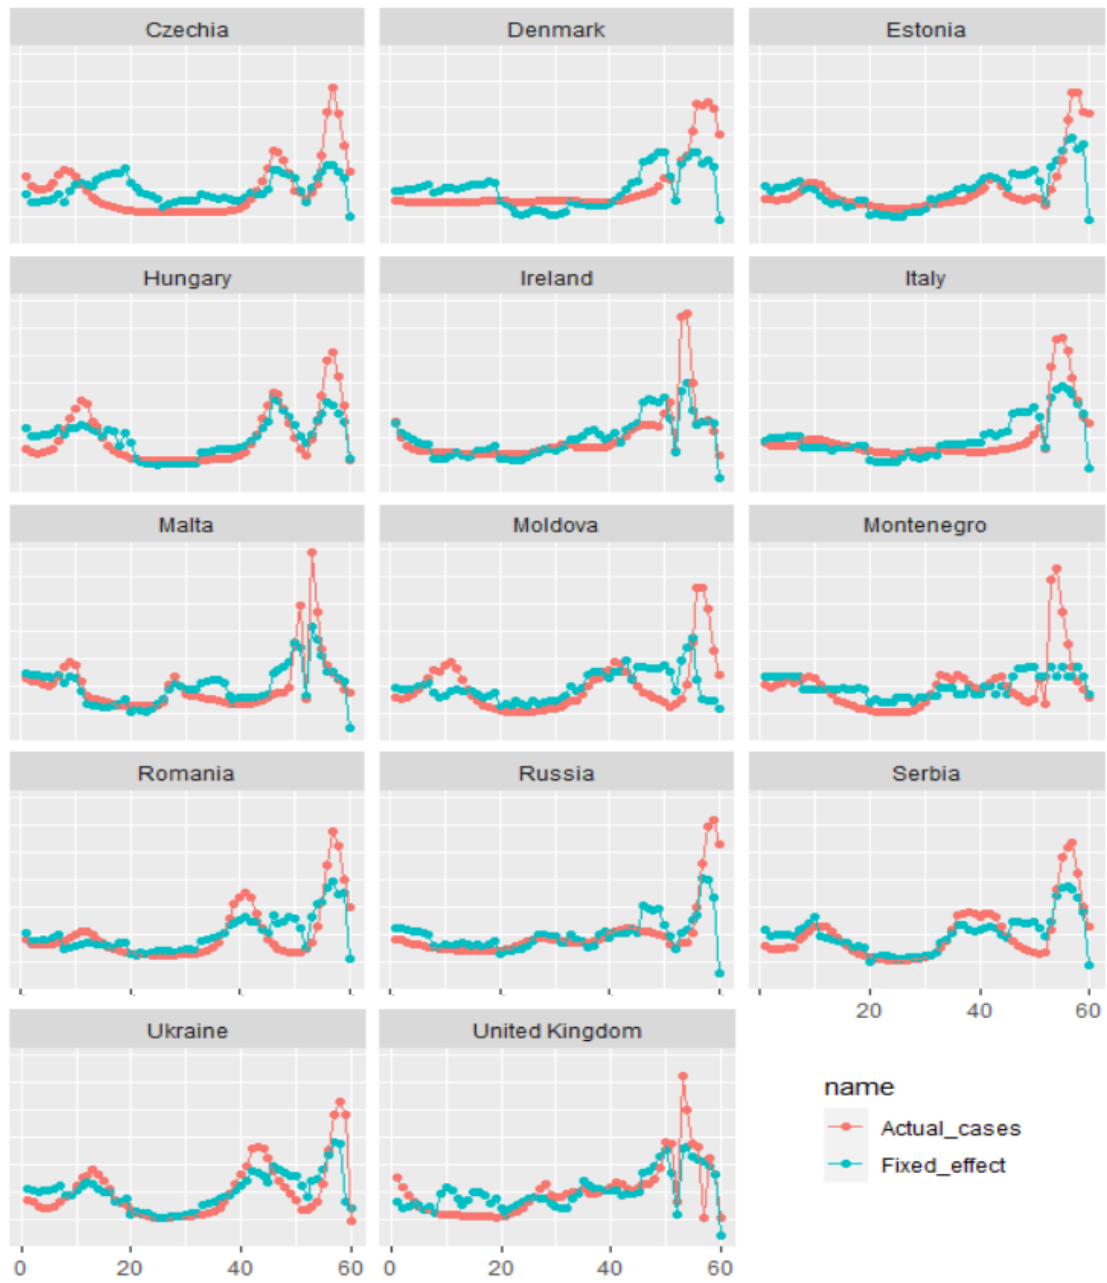 Czechia Denmark Estonia
Hungary Ireland Italy
Malta Moldova Montenegro
Romania Russia Serbia
20 40 60
Ukraine United Kingdom
name
Actual_cases
Fixed_effect
0 20 40 60 0 20 40 60